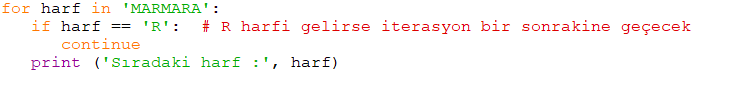 for harf in 'MARMARA':
   if harf == 'R':  # R harfi gelirse iterasyon bir sonrakine geçecek
      continue
   print ('Sıradaki harf :', harf)